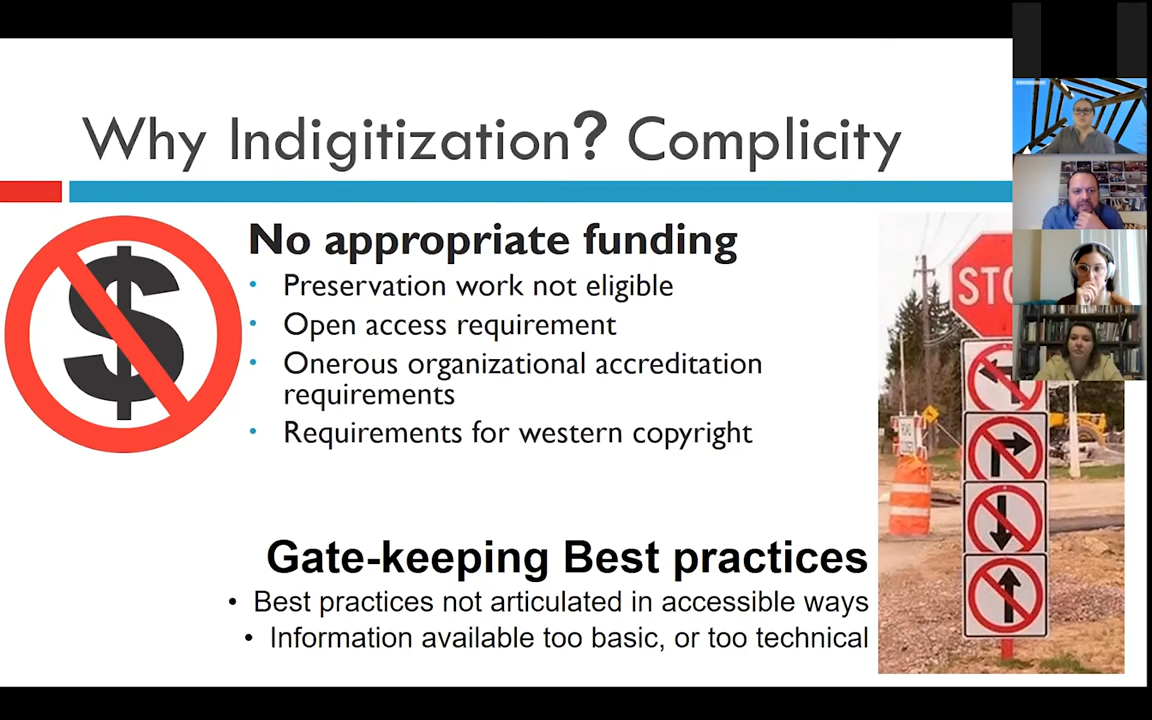 Why Indigitization? Complicity
No appropriate funding
• Preservation work not eligible
• Open access requirement
• Onerous organizational accreditation
requirements
• Requirements for western copyright
STO
Gate-keeping Best practices
• Best practices not articulated in accessible ways
• Information available too basic, or too technical